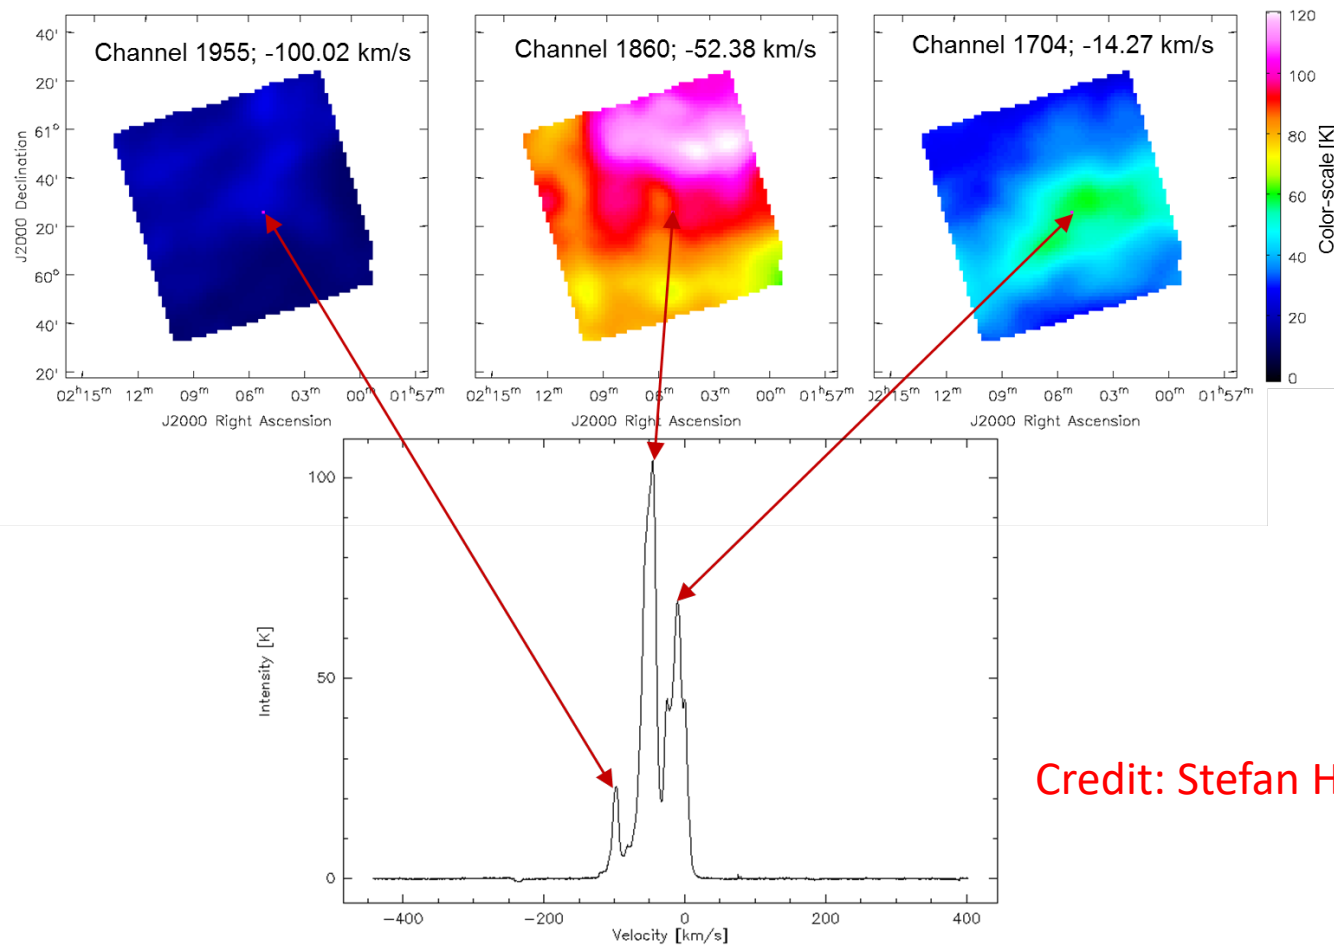 Channel 1955; -100.02 km/s
Channel 1860; -52.38 km/s
Channel 1704; -14.27 km/s
J2000 Declination
40'
20'
61°
40'
20'
60°
40'
20'
120
100
80
60
40
20
0
Color-scale [K]
02ʰ15ᵐ 12ᵐ 09ᵐ 06ᵐ 03ᵐ 00ᵐ 01ʰ57ᵐ
02ʰ15ᵐ 12ᵐ 09ᵐ 06ᵐ 03ᵐ 00ᵐ 01ʰ57ᵐ
02ʰ15ᵐ 12ᵐ 09ᵐ 06ᵐ 03ᵐ 00ᵐ 01ʰ57ᵐ
J2000 Right Ascension
J2000 Right Ascension
J2000 Right Ascension
Intensity [K]
100
50
0
−400 −200 0 200 400
Velocity [km/s]
Credit: Stefan H